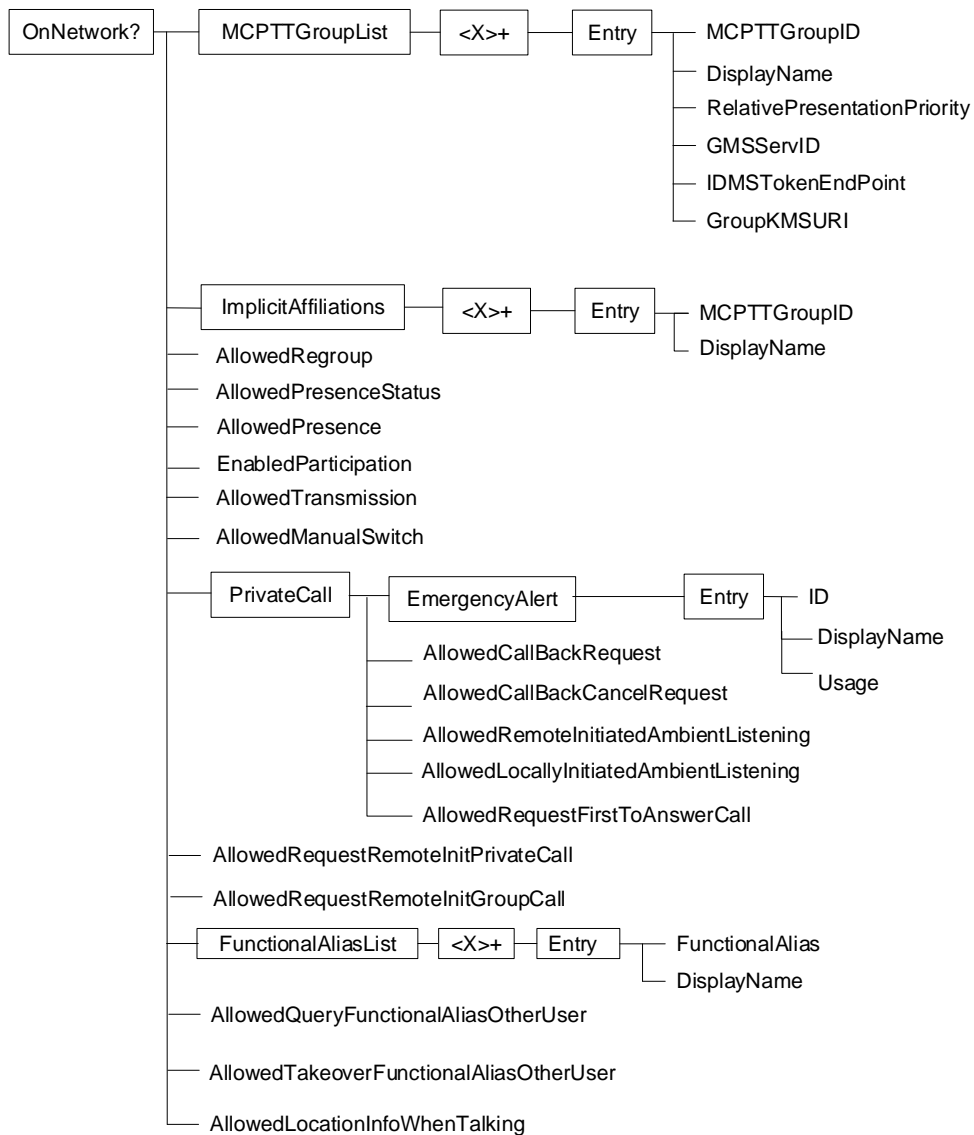 OnNetwork?
MCPTTGroupList
<X>+
Entry
MCPTTGroupID
DisplayName
RelativePresentationPriority
GMSServID
IDMSTokenEndPoint
GroupKMSURI
ImplicitAffiliations
<X>+
Entry
MCPTTGroupID
DisplayName
AllowedRegroup
AllowedPresenceStatus
AllowedPresence
EnabledParticipation
AllowedTransmission
AllowedManualSwitch
PrivateCall
EmergencyAlert
Entry
ID
DisplayName
Usage
AllowedCallBackRequest
AllowedCallBackCancelRequest
AllowedRemoteInitiatedAmbientListening
AllowedLocallyInitiatedAmbientListening
AllowedRequestFirstToAnswerCall
AllowedRequestRemoteInitPrivateCall
AllowedRequestRemoteInitGroupCall
FunctionalAliasList
<X>+
Entry
FunctionalAlias
DisplayName
AllowedQueryFunctionalAliasOtherUser
AllowedTakeoverFunctionalAliasOtherUser
AllowedLocationInfoWhenTalking